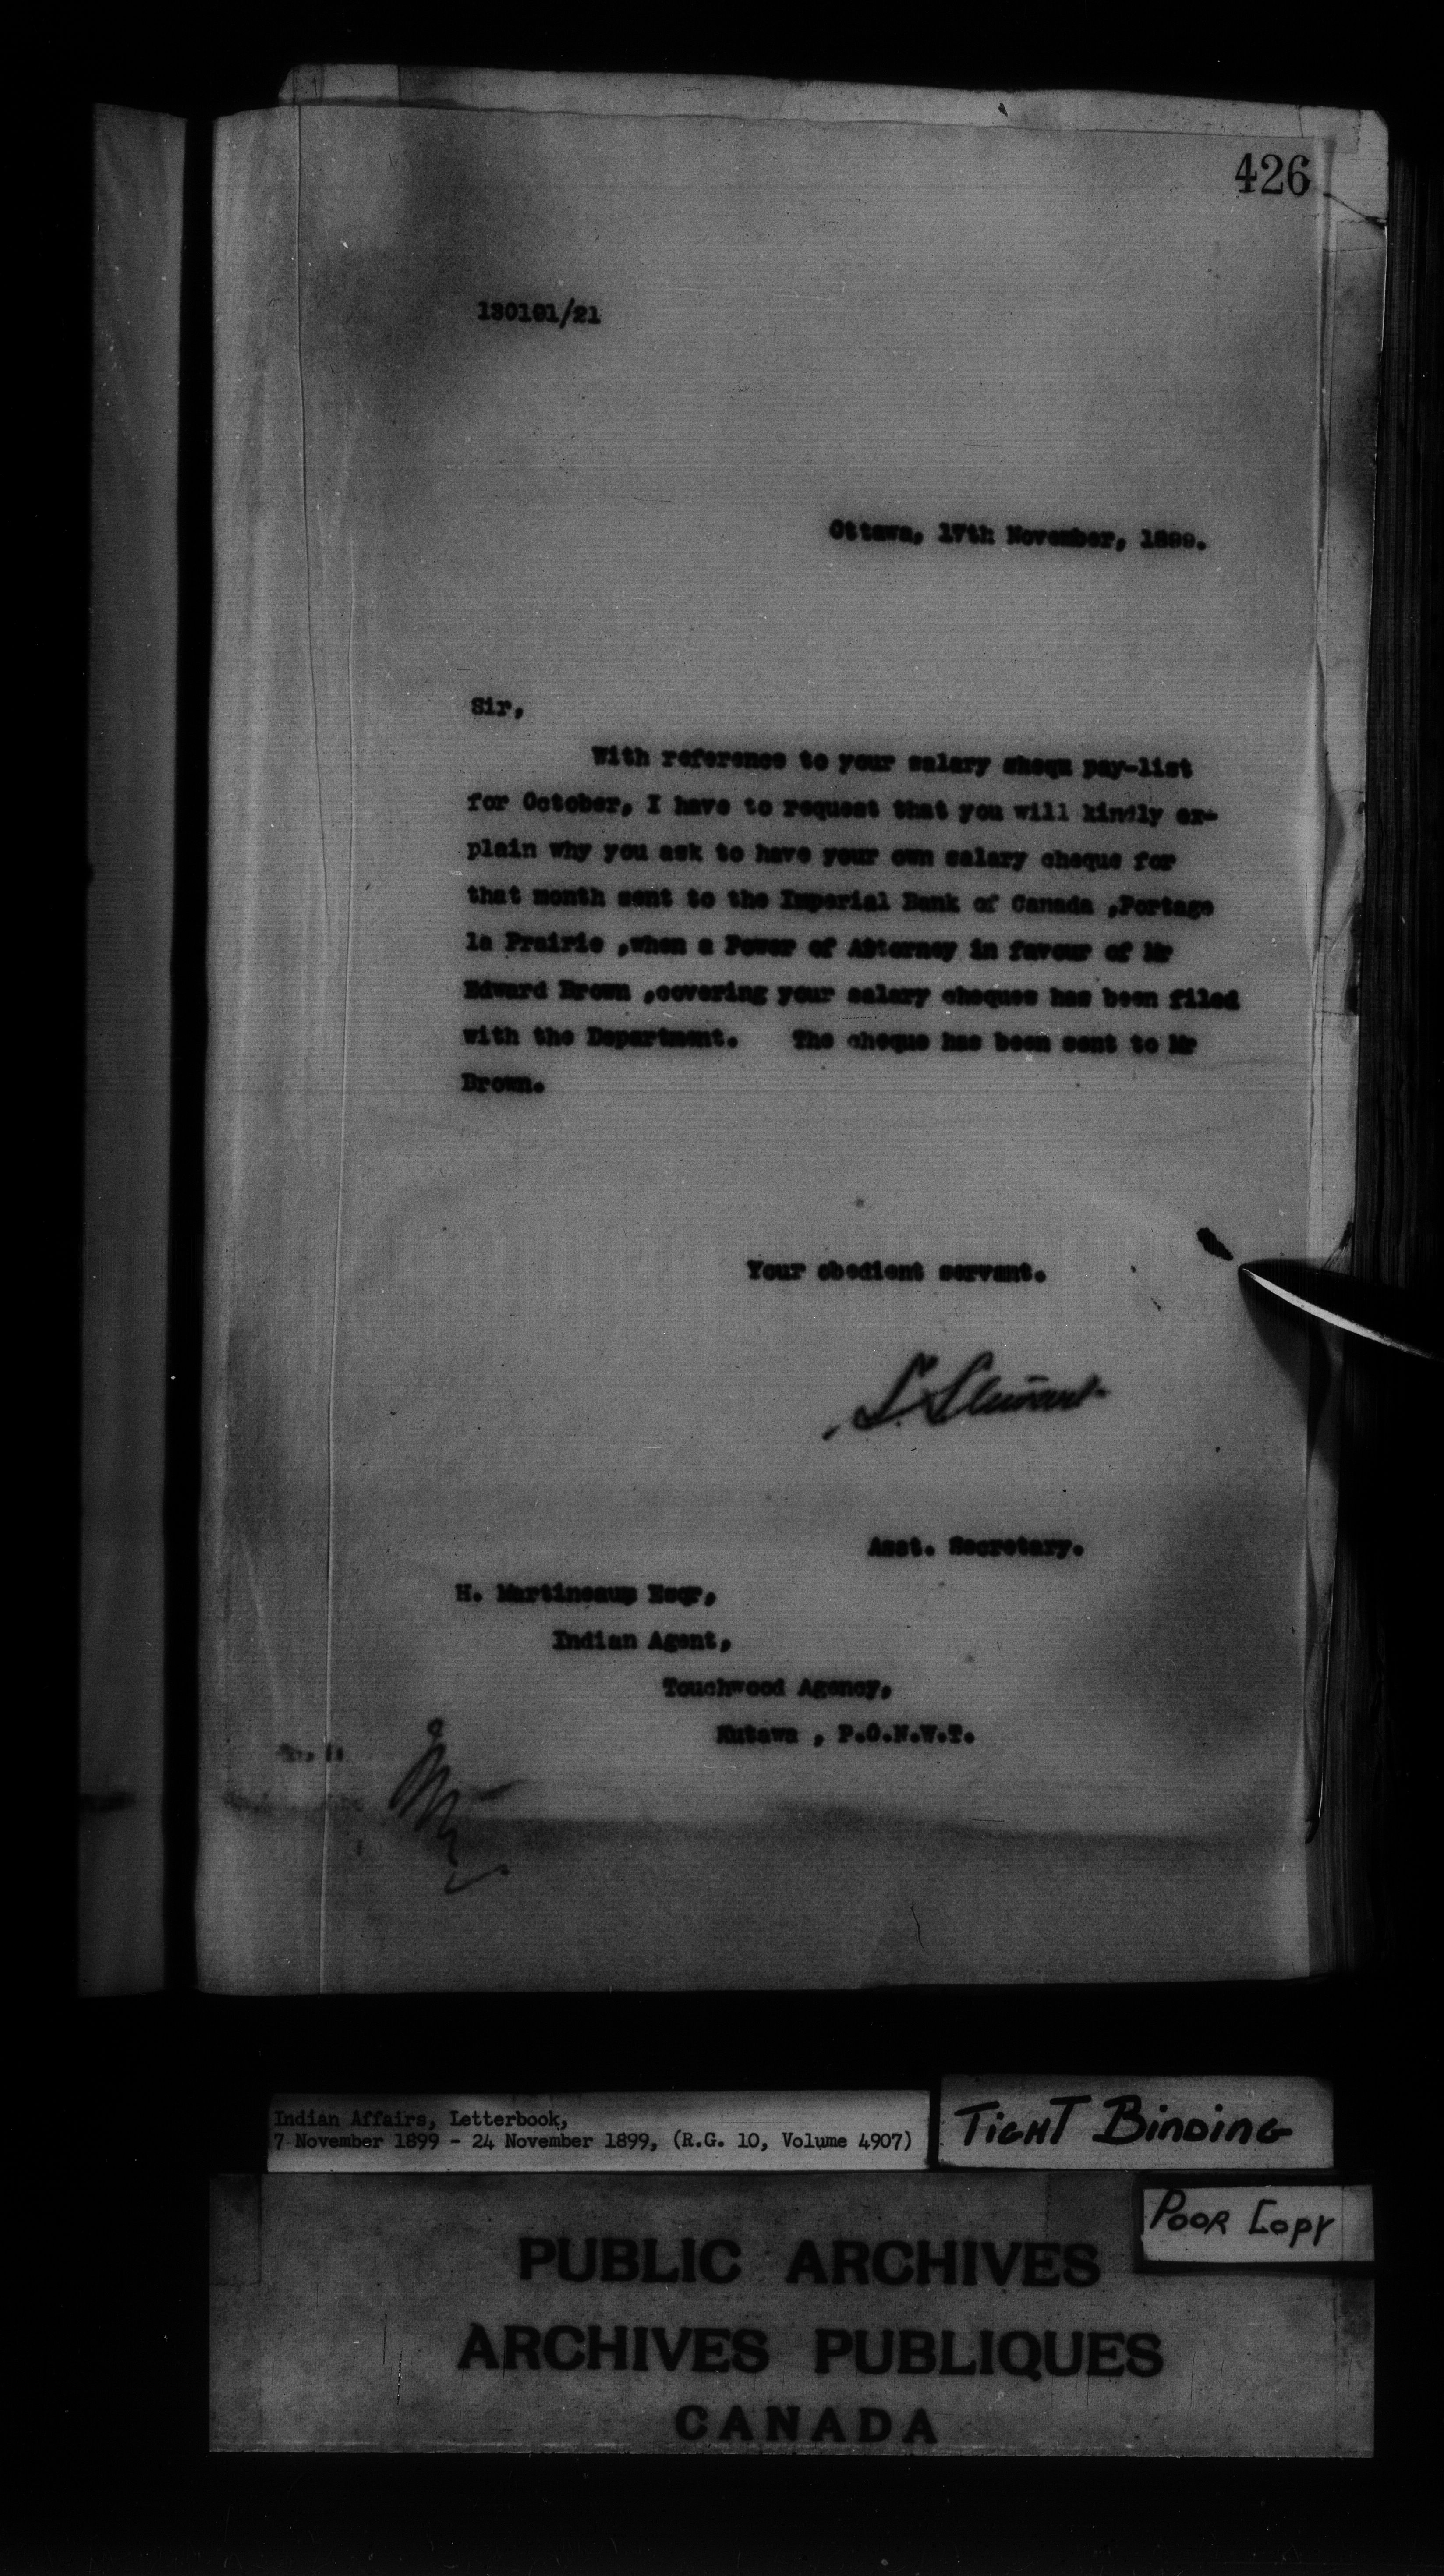 426
130101/21
Ottawa, 17th November, 1899.
Sir,
With reference to your salary chequ pay-list
for October, I have to request that you will kindly ex-
plain why you ask to have your own salary cheque for
that month sent to the Imperial Bank of Canada ,Portage
la Prairie ,when a Power of Attorney in favour of Mr
Edward Brown ,covering your salary cheques has been filed
with the Department. The cheque has been sent to Mr
Brown.
Your obedient servant.
S. Stewart
Asst. Secretary.
H. Martineau, Esqr,
Indian Agent,
Touchwood Agency,
Kutawa , P.O.N.W.T.
Indian Affairs, Letterbook,
7 November 1899 - 24 November 1899, (R.G. 10, Volume 4907)
TIGHT BINDING
POOR COPY
PUBLIC ARCHIVES
ARCHIVES PUBLIQUES
CANADA